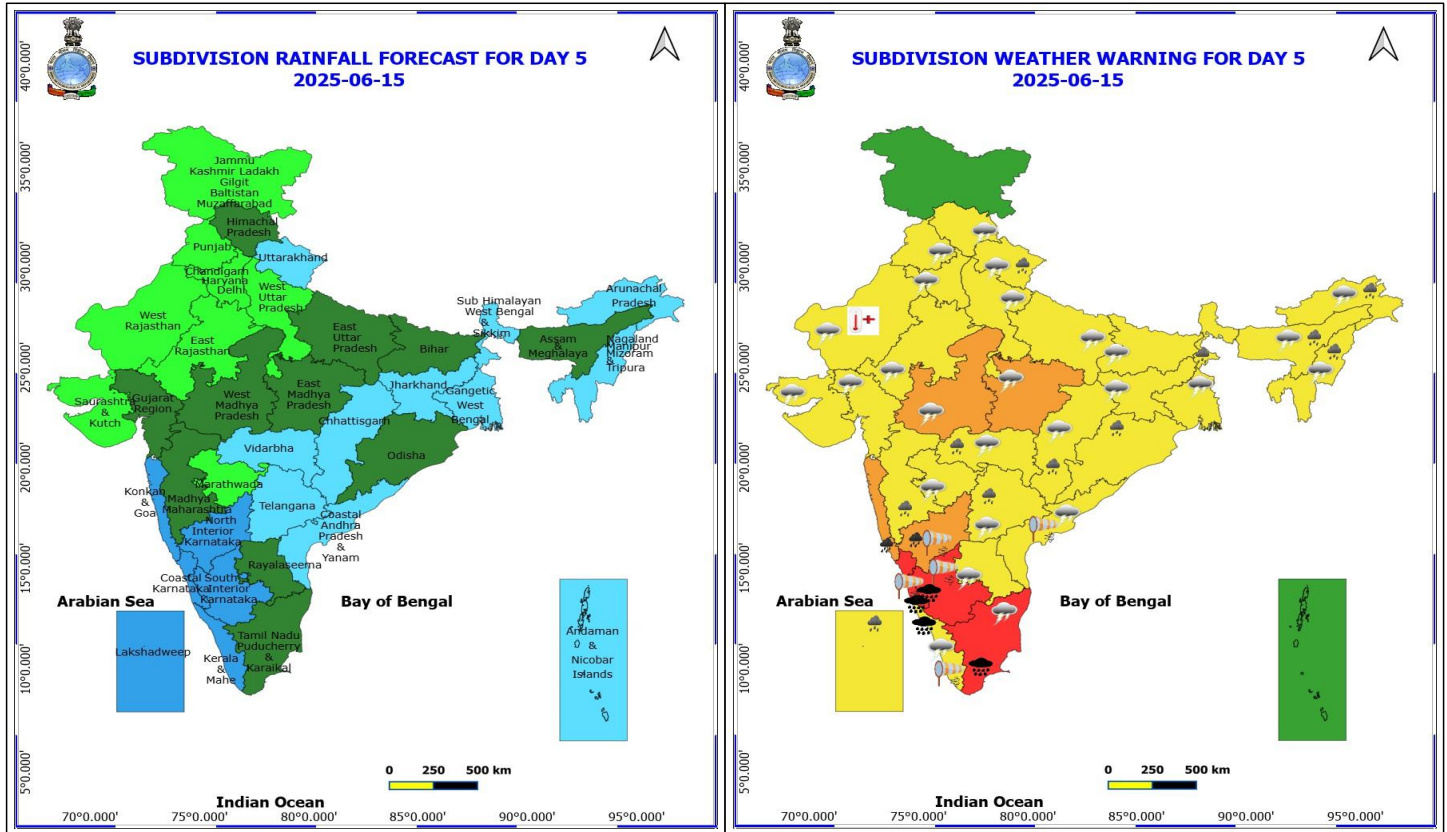 SUBDIVISION RAINFALL FORECAST FOR DAY 5
2025-06-15
40°0.000'
35°0.000'
30°0.000'
25°0.000'
20°0.000'
15°0.000'
10°0.000'
5°0.000'
Jammu
Kashmir Ladakh
Gilgit
Baltistan
Muzaffarabad
Himachal
Pradesh
Punjab
Uttarakhand
Chandigarh
Haryana
Delhi
West
Uttar
Pradesh
West
Rajasthan
East
Rajasthan
East
Uttar
Pradesh
Bihar
Sub Himalayan
West Bengal
&
Sikkim
Arunachal
Pradesh
Assam
&
Meghalaya
Nagaland
Manipur
Mizoram
&
Tripura
Saurashtra
&
Kutch
Gujarat
Region
West
Madhya
Pradesh
East
Madhya
Pradesh
Jharkhand
Gangetic
West
Bengal
Chhattisgarh
Odisha
Vidarbha
Marathwada
Konkan
&
Goa
Madhya
Maharashtra
North
Interior
Karnataka
Telangana
Coastal
Andhra
Pradesh
&
Yanam
Rayalaseema
Coastal
Karnataka
South
Interior
Karnataka
Arabian Sea
Bay of Bengal
Lakshadweep
Kerala
&
Mahe
Tamil Nadu
Puducherry
&
Karaikal
Andaman
&
Nicobar
Islands
0 250 500 km
Indian Ocean
70°0.000' 75°0.000' 80°0.000' 85°0.000' 90°0.000' 95°0.000'
SUBDIVISION WEATHER WARNING FOR DAY 5
2025-06-15
40°0.000'
35°0.000'
30°0.000'
25°0.000'
20°0.000'
15°0.000'
10°0.000'
5°0.000'
Arabian Sea
Bay of Bengal
0 250 500 km
Indian Ocean
70°0.000' 75°0.000' 80°0.000' 85°0.000' 90°0.000' 95°0.000'